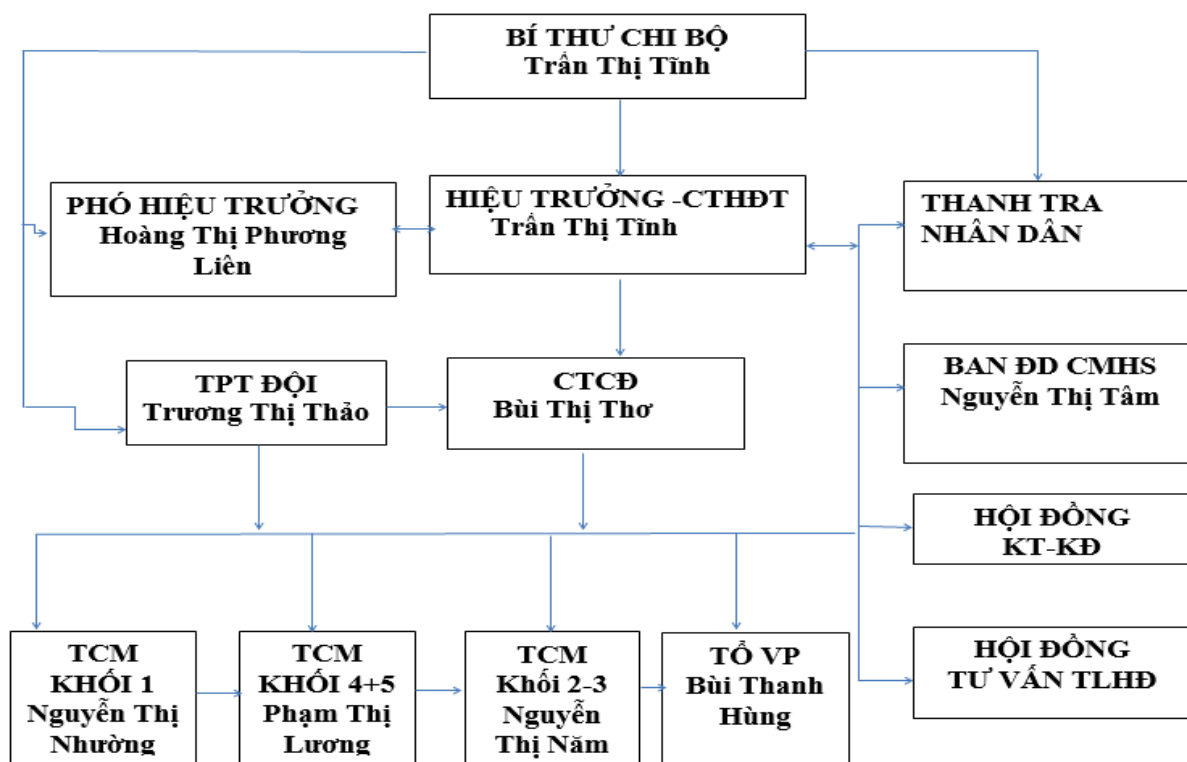 BÍ THƯ CHI BỘ
Trần Thị Tĩnh
PHÓ HIỆU TRƯỞNG
Hoàng Thị Phương
Liên
HIỆU TRƯỞNG -CTHĐT
Trần Thị Tĩnh
THANH TRA
NHÂN DÂN
TPT ĐỘI
Trương Thị Thảo
CTCĐ
Bùi Thị Thơ
BAN ĐD CMHS
Nguyễn Thị Tâm
HỘI ĐỒNG
KT-KĐ
TCM
KHỐI 1
Nguyễn Thị
Nhường
TCM
KHỐI 4+5
Phạm Thị
Lương
TCM
Khối 2-3
Nguyễn
Thị Năm
TỔ VP
Bùi Thanh
Hùng
HỘI ĐỒNG
TƯ VẤN TLHĐ